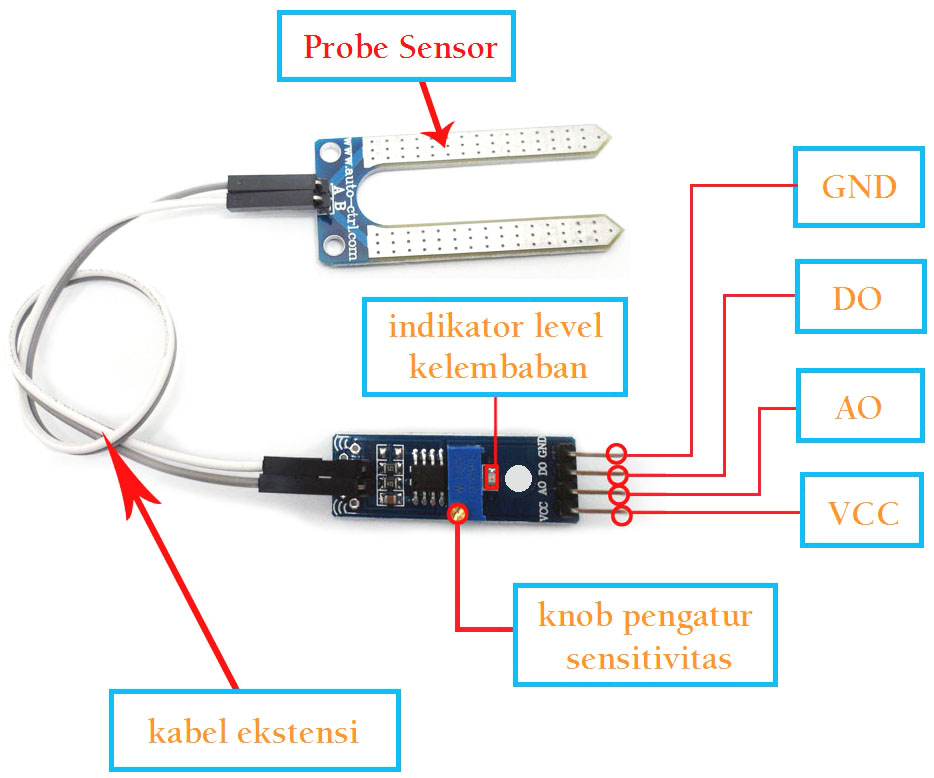 Probe Sensor
www.auto-ctrl.com
A B
GND
DO
indikator level
kelembaban
AO
VCC
VCC AO DO GND
knob pengatur
sensitivitas
kabel ekstensi